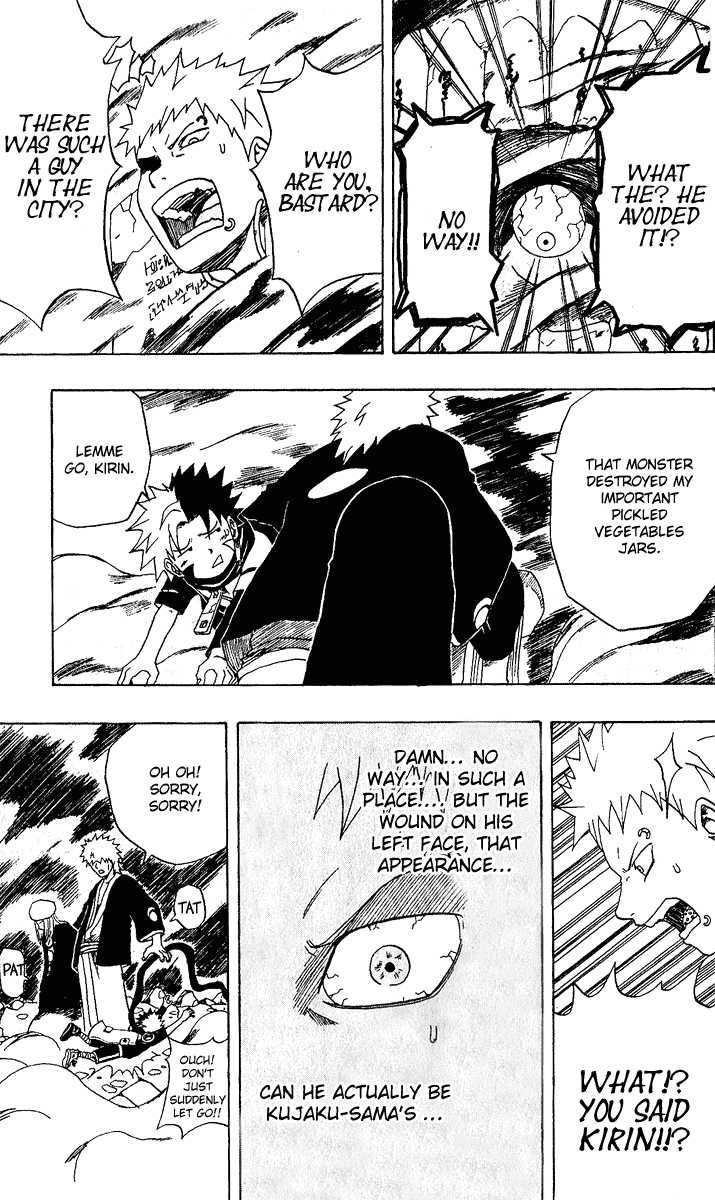 WHAT
THE? HE
AVOIDED
IT!?
NO
WAY!!
WHO
ARE YOU,
BASTARD?
THERE
WAS SUCH
A GUY
IN THE
CITY?
THAT MONSTER
DESTROYED MY
IMPORTANT
PICKLED
VEGETABLES
JARS.
LEMME
GO, KIRIN.
WHAT!?
YOU SAID
KIRIN!!?
DAMN... NO
WAY... IN SUCH A
PLACE... BUT THE
WOUND ON HIS
LEFT FACE, THAT
APPEARANCE...
CAN HE ACTUALLY BE
KUJAKU-SAMA'S ...
OH OH!
SORRY,
SORRY!
TAT
PAT
OUCH!
DON'T
JUST
SUDDENLY
LET GO!!